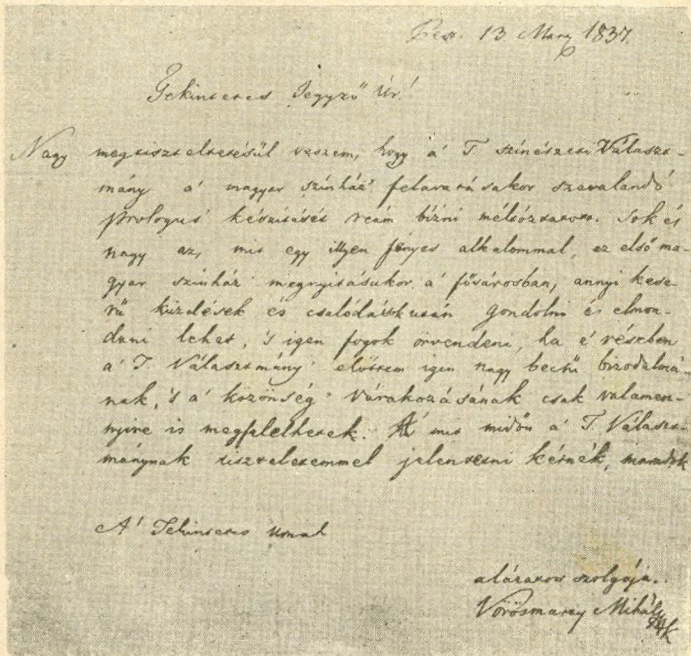 Pest. 13 Marz 1837.
Tekintetes Jegyző Úr!
Nagy megtiszteltetésül veszem, hogy a' T. színészeti Választ-
mány a' magyar színház' felavatásakor szavalandó
prologus' készítését reám bízni méltóztatott. Sok és
nagy az, mit egy illyen fényes alkalommal, ez első ma-
gyar színház' megnyitásakor a' fővárosban, annyi kese-
rű küzdések és csalódások után gondolni és elmon-
dani lehet, 's igen fogok örvendeni, ha é részben
a' T. Választmány' előttem igen nagy becsű bizodalmá-
nak, 's a' közönség' várakozásának csak valamen-
nyire is megfelelhetek. mit midőn a' T. Választ-
mánynak tiszteletemmel jelenteni kérnék, maradok
A' Tekintetes Urnak
alázatos szolgája.
Vörösmarty Mihály